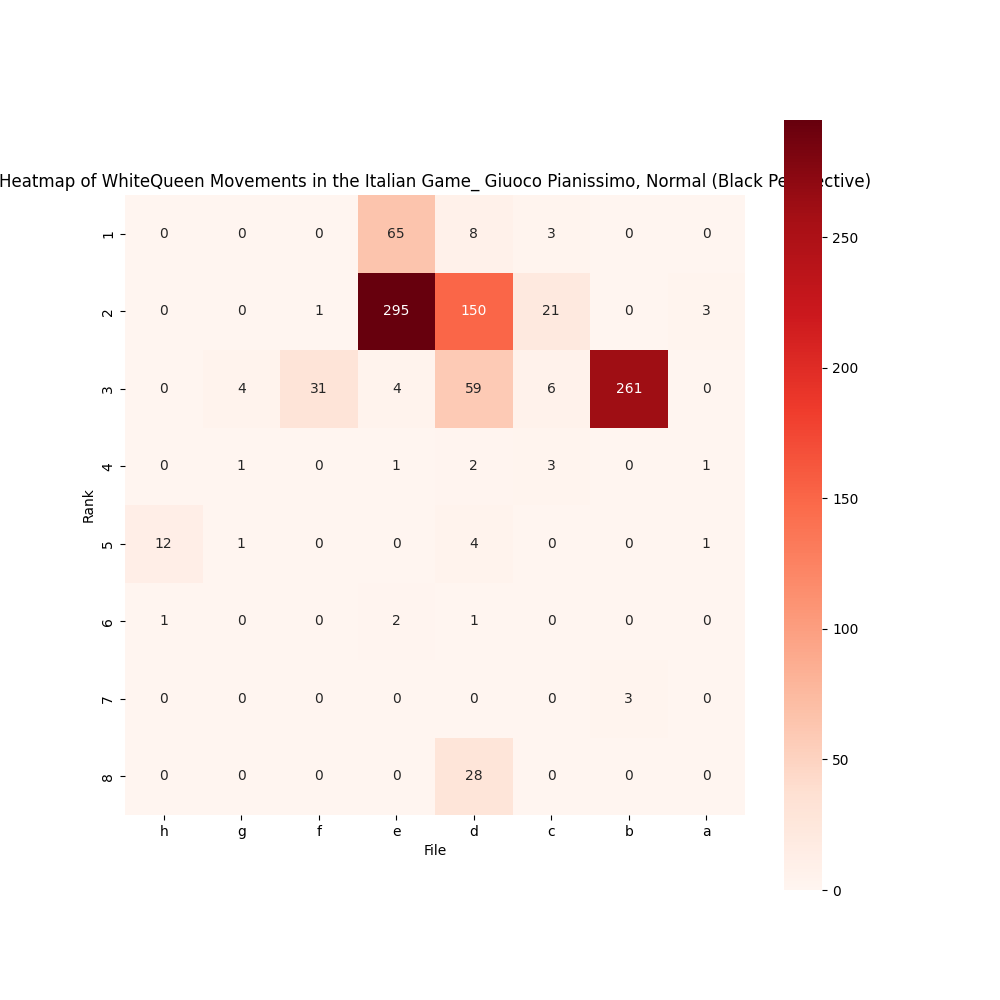 Heatmap of WhiteQueen Movements in the Italian Game_ Giuoco Pianissimo, Normal (Black Pe ective)
1 0 0 0 65 8 3 0 0
2 0 0 1 295 150 21 0 3
3 0 4 31 4 59 6 261 0
4 0 1 0 1 2 3 0 1
5 12 1 0 0 4 0 0 1
6 1 0 0 2 1 0 0 0
7 0 0 0 0 0 0 3 0
8 0 0 0 0 28 0 0 0
h g f e d c b a
File
Rank
250
200
150
100
50
0